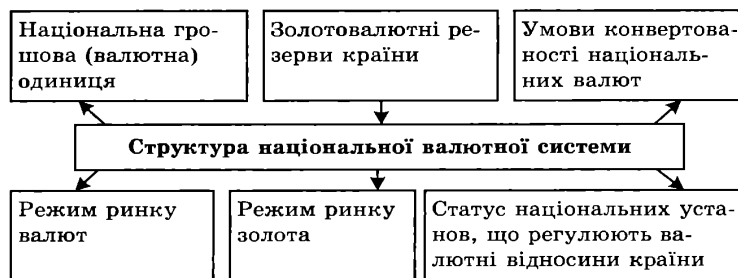 Національна гро-
шова (валютна)
одиниця
Золотовалютні ре-
зерви країни
Умови конвертова-
ності національ-
них валют
Структура національної валютної системи
Режим ринку
валют
Режим ринку
золота
Статус національних уста-
нов, що регулюють ва-
лютні відносини країни